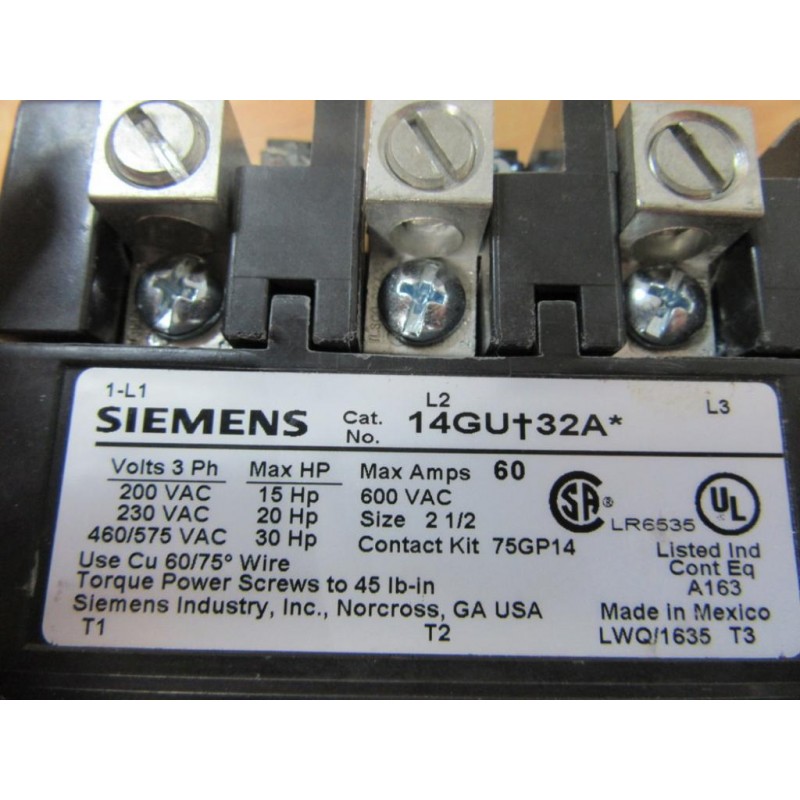 1-L1 L2 L3
SIEMENS Cat. No. 14GU†32A*
Volts 3 Ph Max HP Max Amps 60
200 VAC 15 Hp 600 VAC
230 VAC 20 Hp Size 2 1/2
460/575 VAC 30 Hp Contact Kit 75GP14
SA® LR6535 UL
Use Cu 60/75° Wire
Listed Ind
Cont Eq
A163
Torque Power Screws to 45 lb-in
Siemens Industry, Inc., Norcross, GA USA Made in Mexico
T1 T2 LWQ/1635 T3